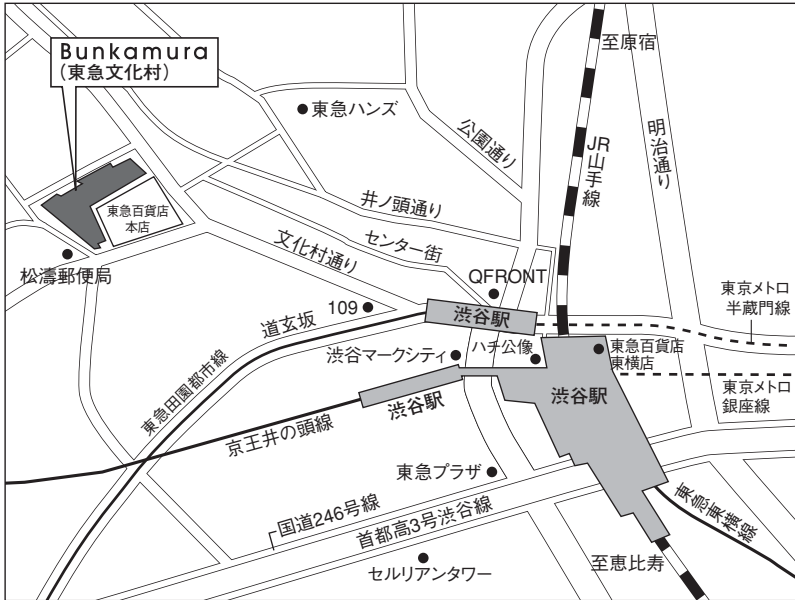 Bunkamura
(東急文化村)
至原宿
東急ハンズ
公園通り
JR山手線
明治通り
井ノ頭通り
東急百貨店
本店
センター街
文化村通り
松濤郵便局
QFRONT
109
道玄坂
渋谷駅
東京メトロ
半蔵門線
渋谷マークシティ
ハチ公像
東急百貨店
東横店
東急田園都市線
渋谷駅
渋谷駅
東京メトロ
銀座線
京王井の頭線
東急プラザ
東急東横線
国道246号線
首都高3号渋谷線
至恵比寿
セルリアンタワー